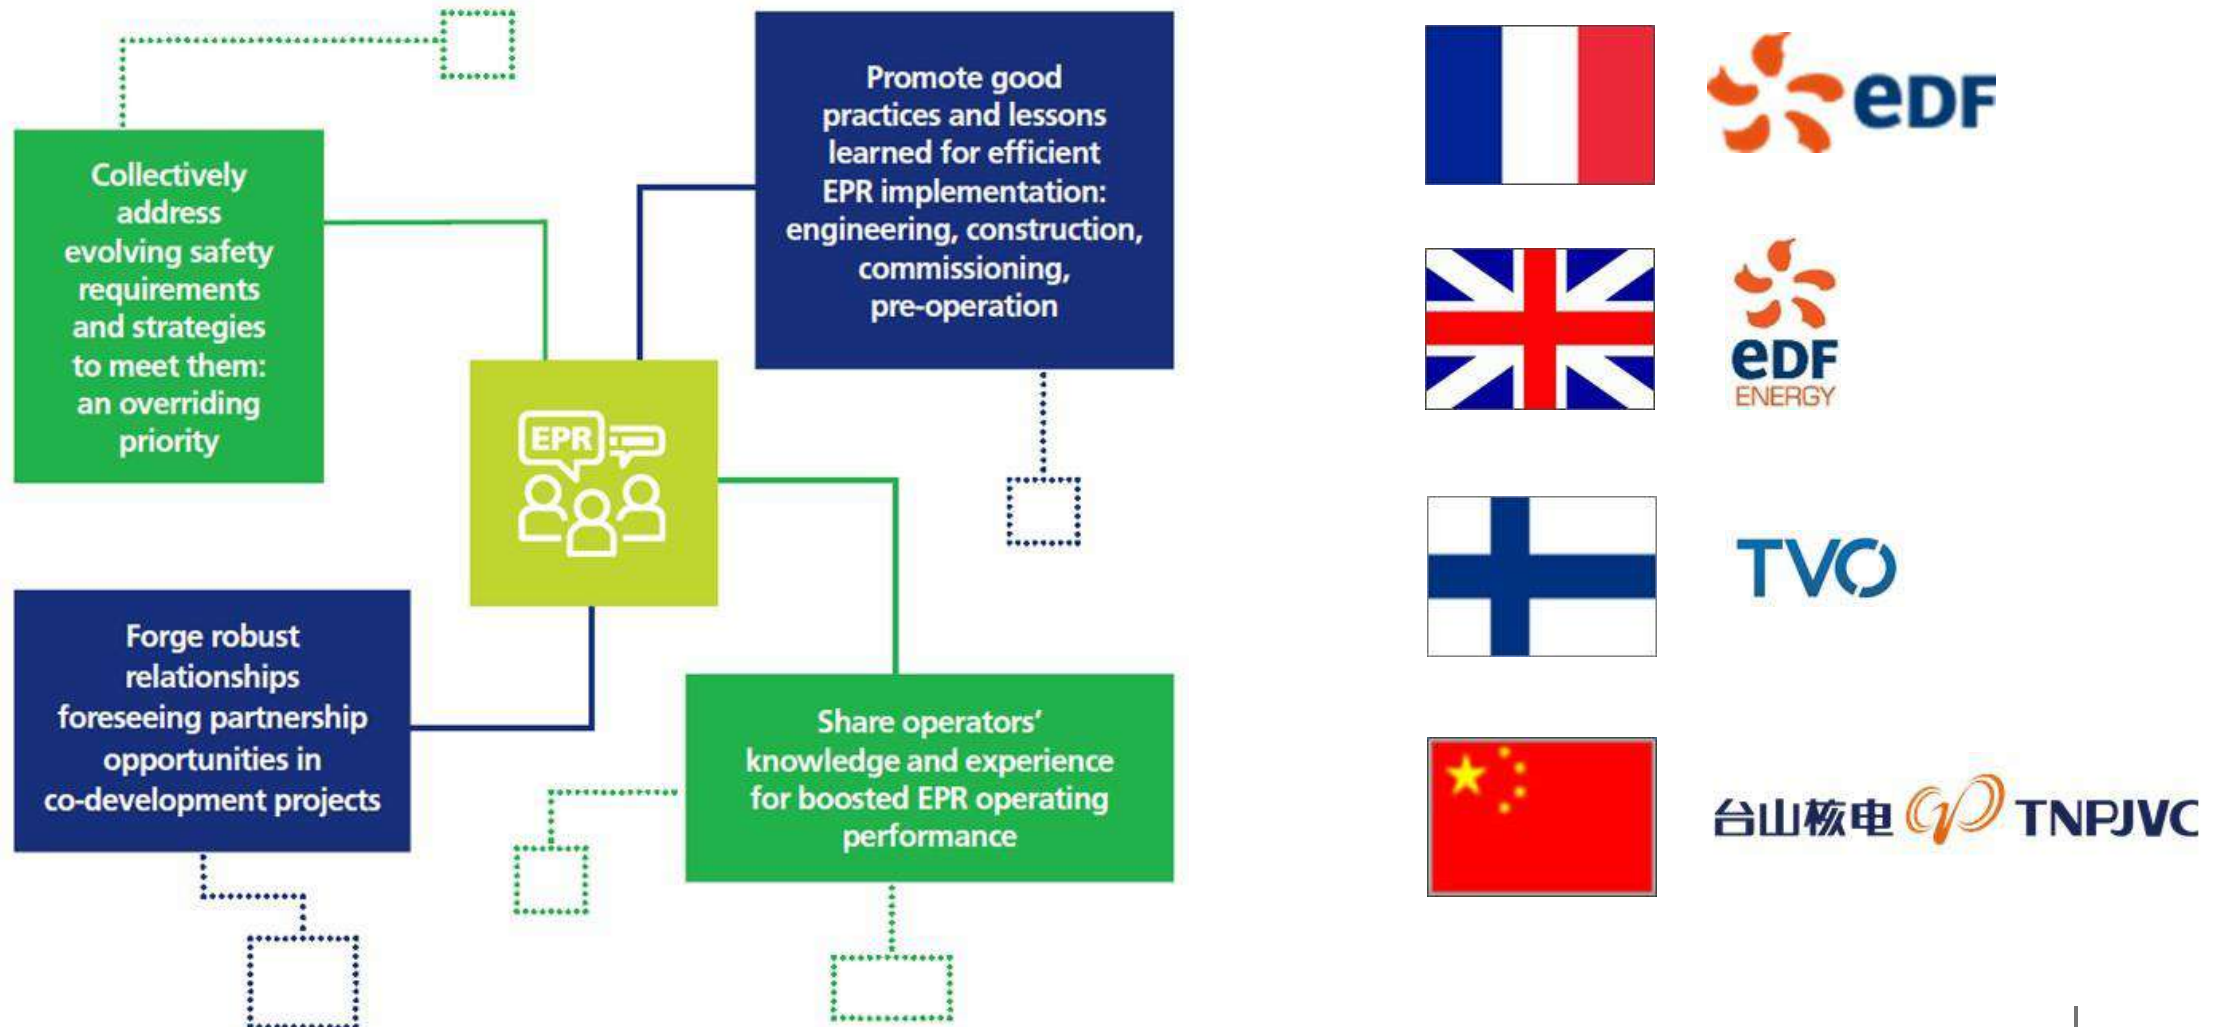 Collectively
address
evolving safety
requirements
and strategies
to meet them:
an overriding
priority
Promote good
practices and lessons
learned for efficient
EPR implementation:
engineering, construction,
commissioning,
pre-operation
EPR
Forge robust
relationships
foreseeing partnership
opportunities in
co-development projects
Share operators’
knowledge and experience
for boosted EPR operating
performance
eDF
eDF
ENERGY
TVO
台山核电 TNPJVC